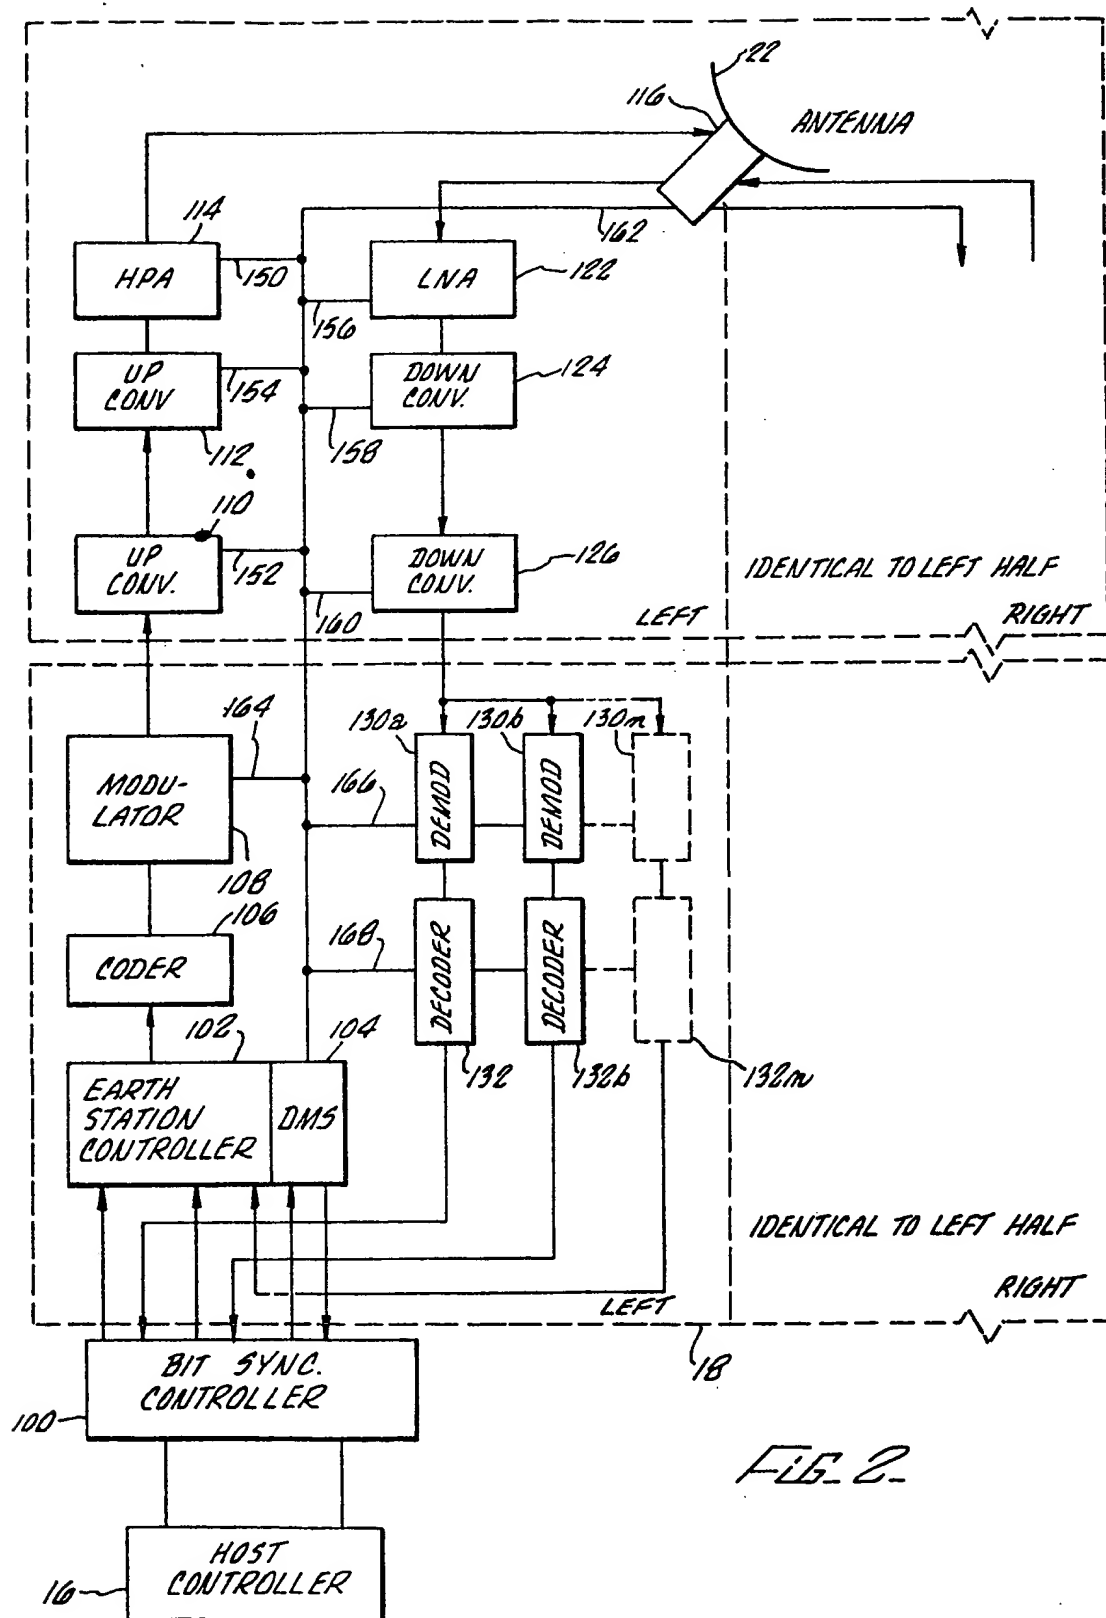 22
116
ANTENNA
114
HPA
150
162
LNA
122
156
UP
CONV
154
DOWN
CONV.
124
112
158
110
UP
CONV.
152
DOWN
CONV.
126
160
IDENTICAL TO LEFT HALF
LEFT
RIGHT
164
130a
130b
130n
MODU-
LATOR
166
DEMOD
DEMOD
108
106
CODER
168
DECODER
DECODER
102
104
132
132b
132n
EARTH
STATION
CONTROLLER
DMS
IDENTICAL TO LEFT HALF
LEFT
RIGHT
18
BIT SYNC.
CONTROLLER
100
FIG. 2
HOST
CONTROLLER
16